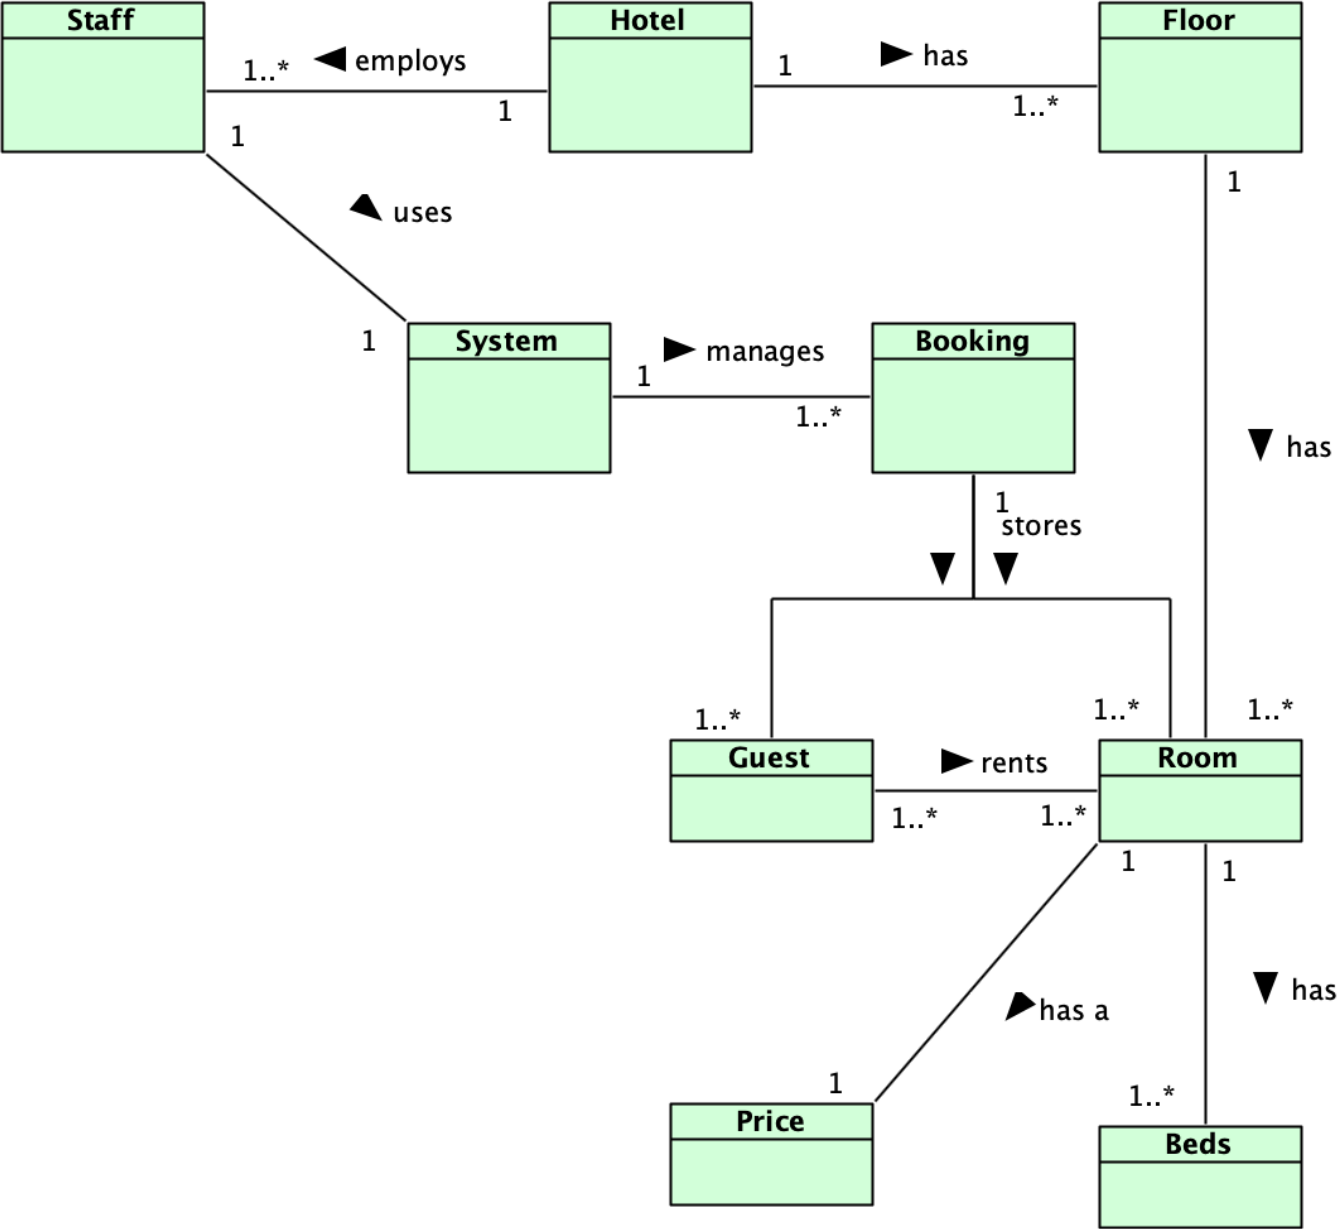 Staff
Hotel
Floor
1..*
employs
1
1
has
1..*
1
1
uses
1
System
1
manages
1..*
Booking
has
1
stores
1..*
1..*
1..*
Guest
rents
Room
1..*
1..*
1
1
has a
has
1
1..*
Price
Beds